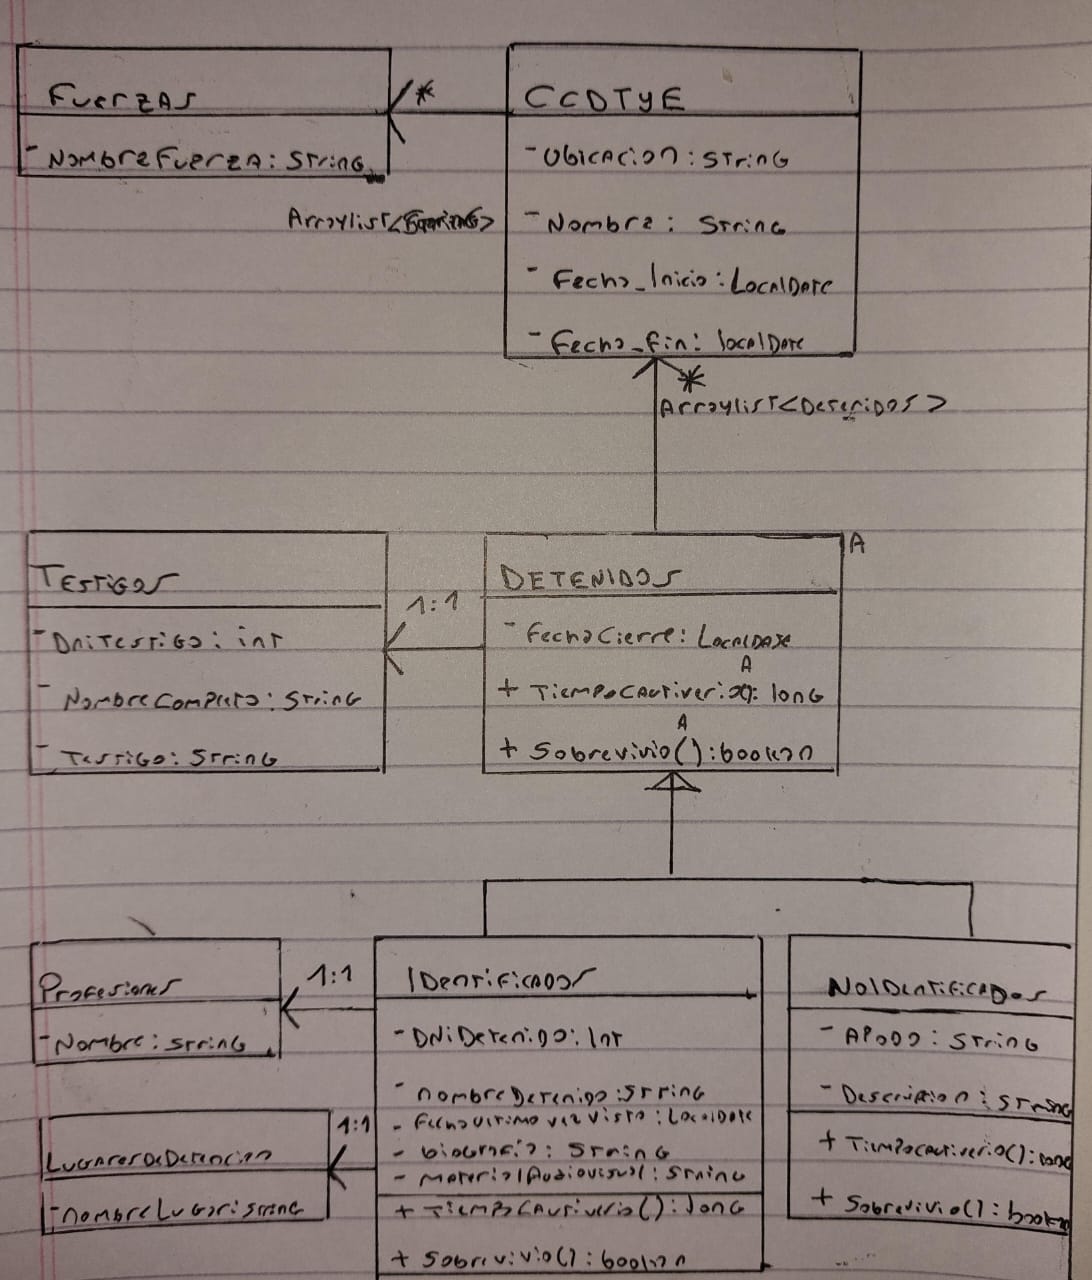 Fuerzas
- NombreFuerza: String
*
CCDTyE
- Ubicacion: String
- Nombre: String
- Fecha_Inicio: LocalDate
- Fecha_fin: localDate
Arraylist<
*
Arraylist<Detenidos>
Testigos
- DniTestigo: int
- NombreCompleto: String
- Testigo: String
1:1
DETENIDOS
A
- FechaCierre: LocalDate
A
+ TiempoCautiverio(): long
A
+ Sobrevivio(): boolean
Profesiones
- Nombre: String
1:1
LugaresDeDetencion
- nombreLugar: String
1:1
IDentificados
- DNiDetenido: Int
- nombreDetenido: String
- FechaUltimavezVisto: LocalDate
- biografia: String
- MaterialAudiovisual: String
+ TiempoCautiverio(): long
+ Sobrevivio(): boolean
NoIDentificados
- APodo: String
- Descripcion: String
+ Tiempocautiverio(): long
+ Sobrevivio(): boolean